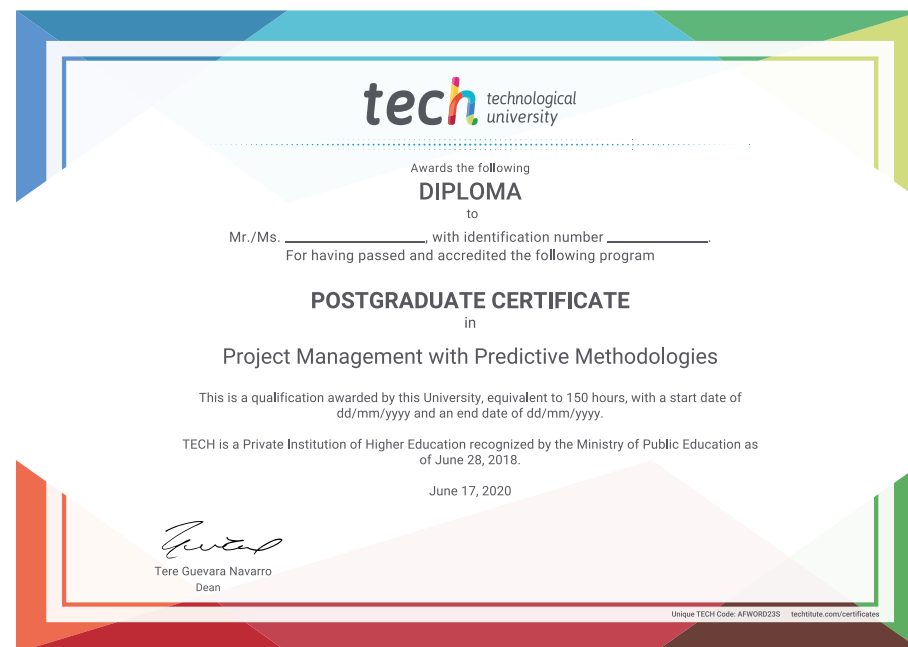 tech technological
university
Awards the following
DIPLOMA
to
Mr./Ms. ____________________, with identification number ______________.
For having passed and accredited the following program
POSTGRADUATE CERTIFICATE
in
Project Management with Predictive Methodologies
This is a qualification awarded by this University, equivalent to 150 hours, with a start date of
dd/mm/yyyy and an end date of dd/mm/yyyy.
TECH is a Private Institution of Higher Education recognized by the Ministry of Public Education as
of June 28, 2018.
June 17, 2020
Tere Guevara Navarro
Dean
Unique TECH Code: AFWORD23S techtitute.com/certificates